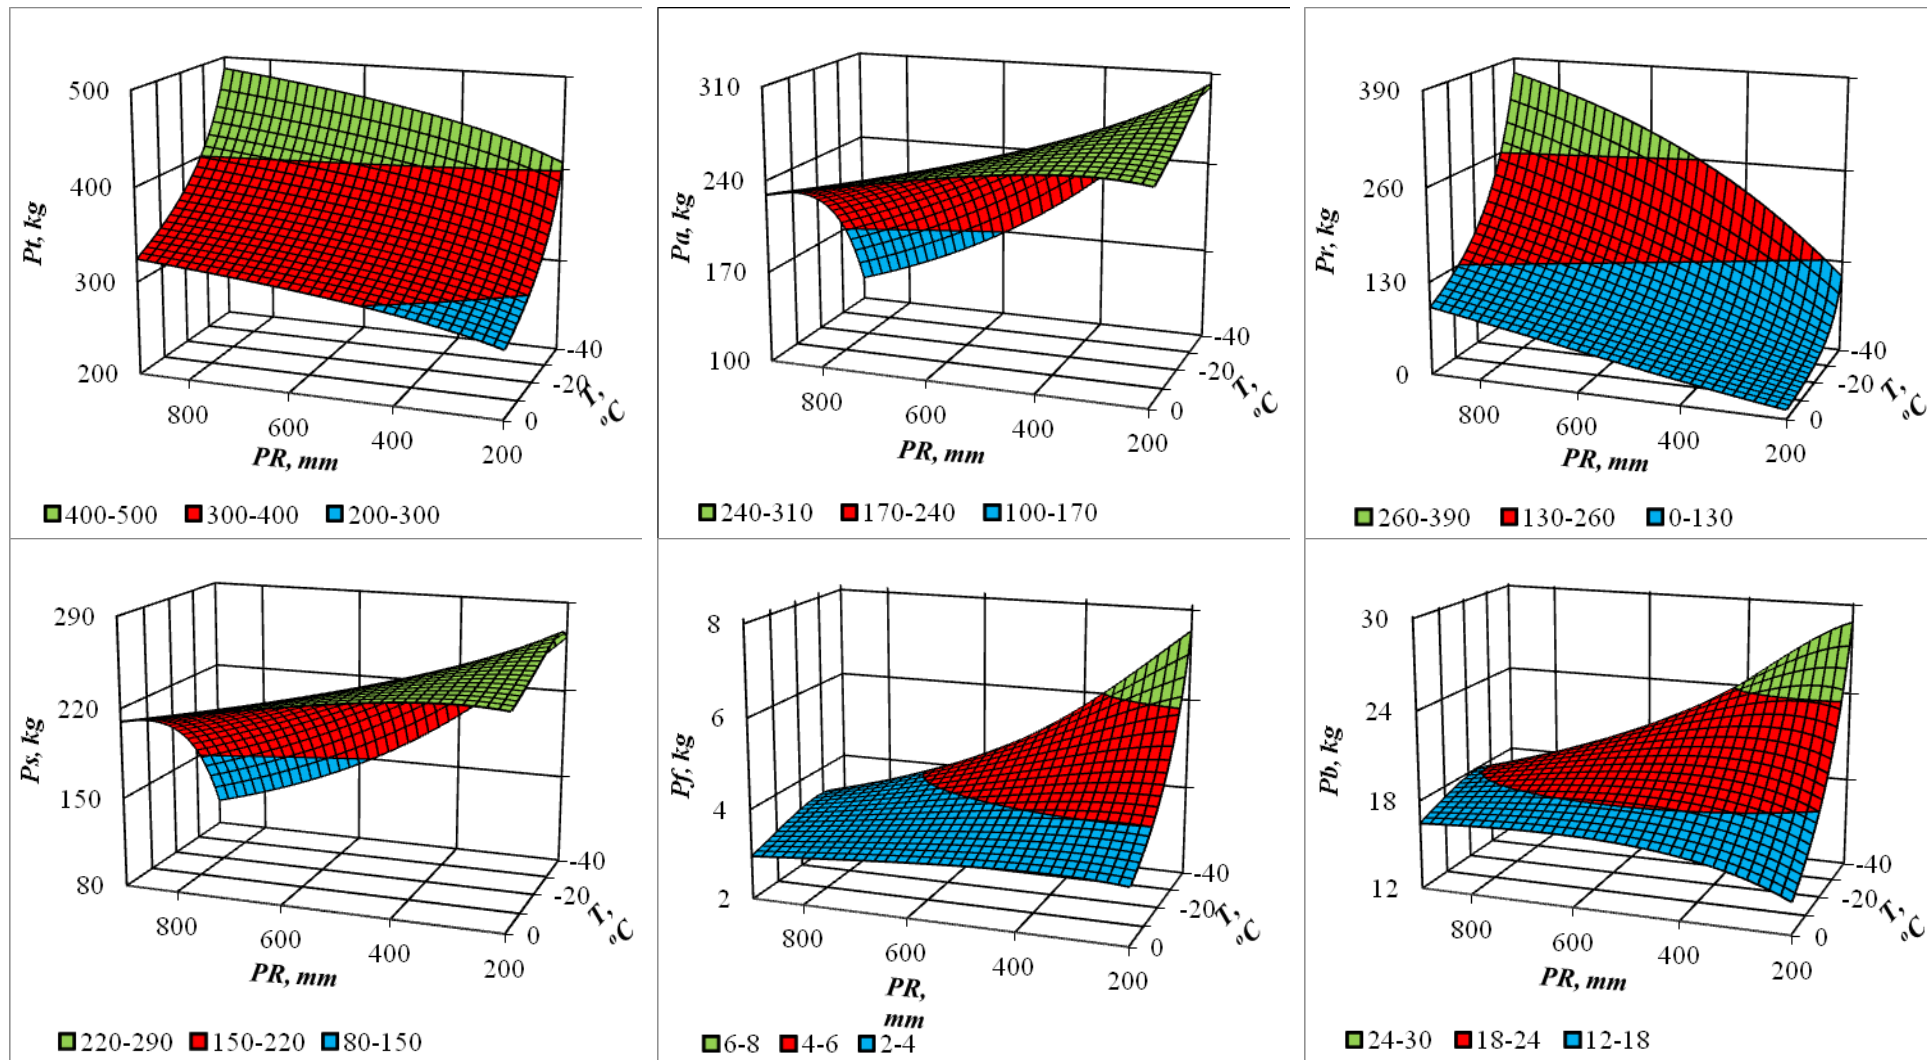 500
400
300
200
Pt, kg
800
600
400
200
PR, mm
-40
-20
0
T, °C
400-500 300-400 200-300
310
240
170
100
Pa, kg
800
600
400
200
PR, mm
-40
-20
0
T, °C
240-310 170-240 100-170
390
260
130
0
Pr, kg
800
600
400
200
PR, mm
-40
-20
0
T, °C
260-390 130-260 0-130
290
220
150
80
Ps, kg
800
600
400
200
PR, mm
-40
-20
0
T, °C
220-290 150-220 80-150
8
6
4
2
Pf, kg
800
600
400
200
PR,
mm
-40
-20
0
T, °C
6-8 4-6 2-4
30
24
18
12
Pb, kg
800
600
400
200
PR, mm
-40
-20
0
T, °C
24-30 18-24 12-18